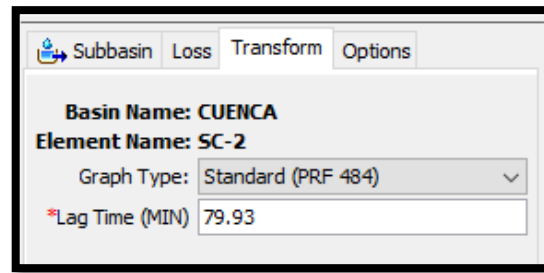 Subbasin Loss Transform Options
Basin Name: CUENCA
Element Name: SC-2
Graph Type: Standard (PRF 484)
*Lag Time (MIN) 79.93